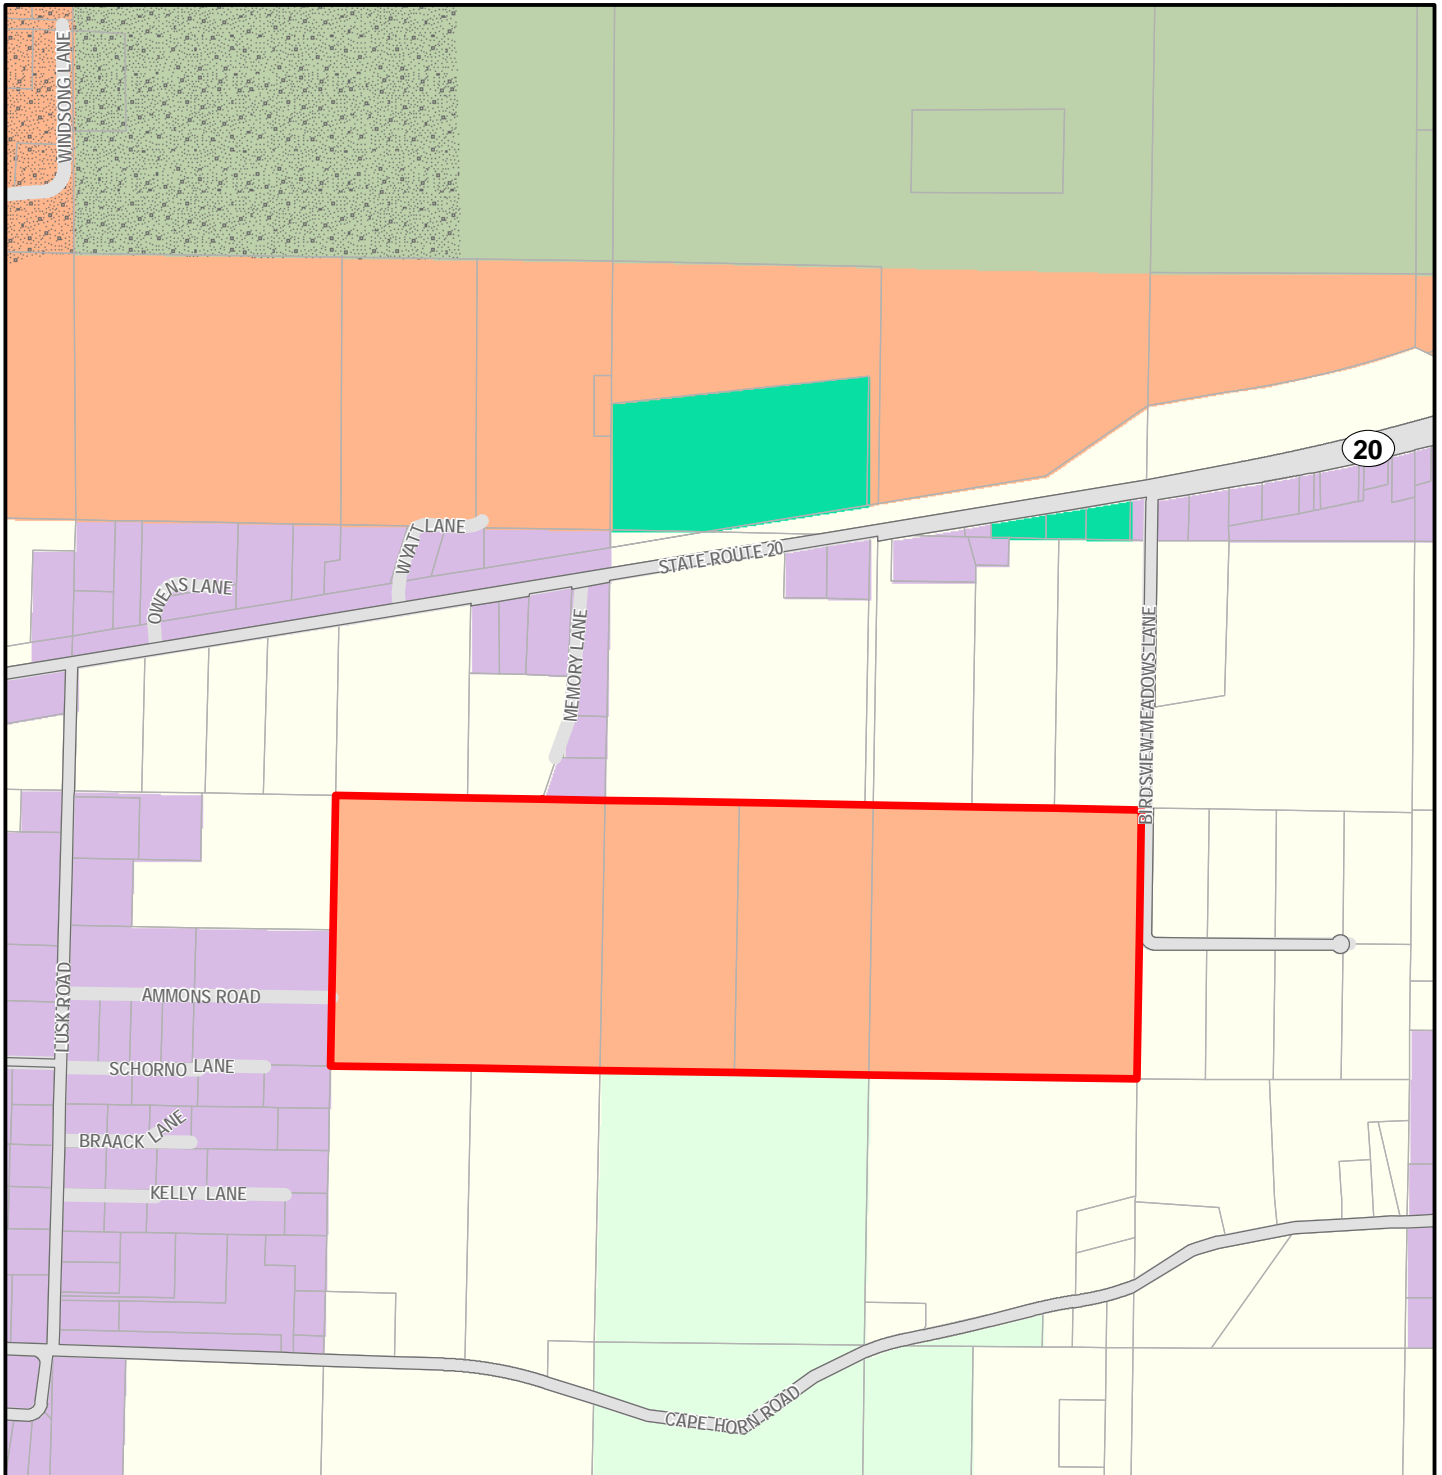 WINDSONG LANE
20
WYATT LANE
STATE ROUTE 20
OWENS LANE
MEMORY LANE
BIRDSVIEW MEADOWS LANE
LUSK ROAD
AMMONS ROAD
SCHORNO LANE
BRAACK LANE
KELLY LANE
CAPE HORN ROAD